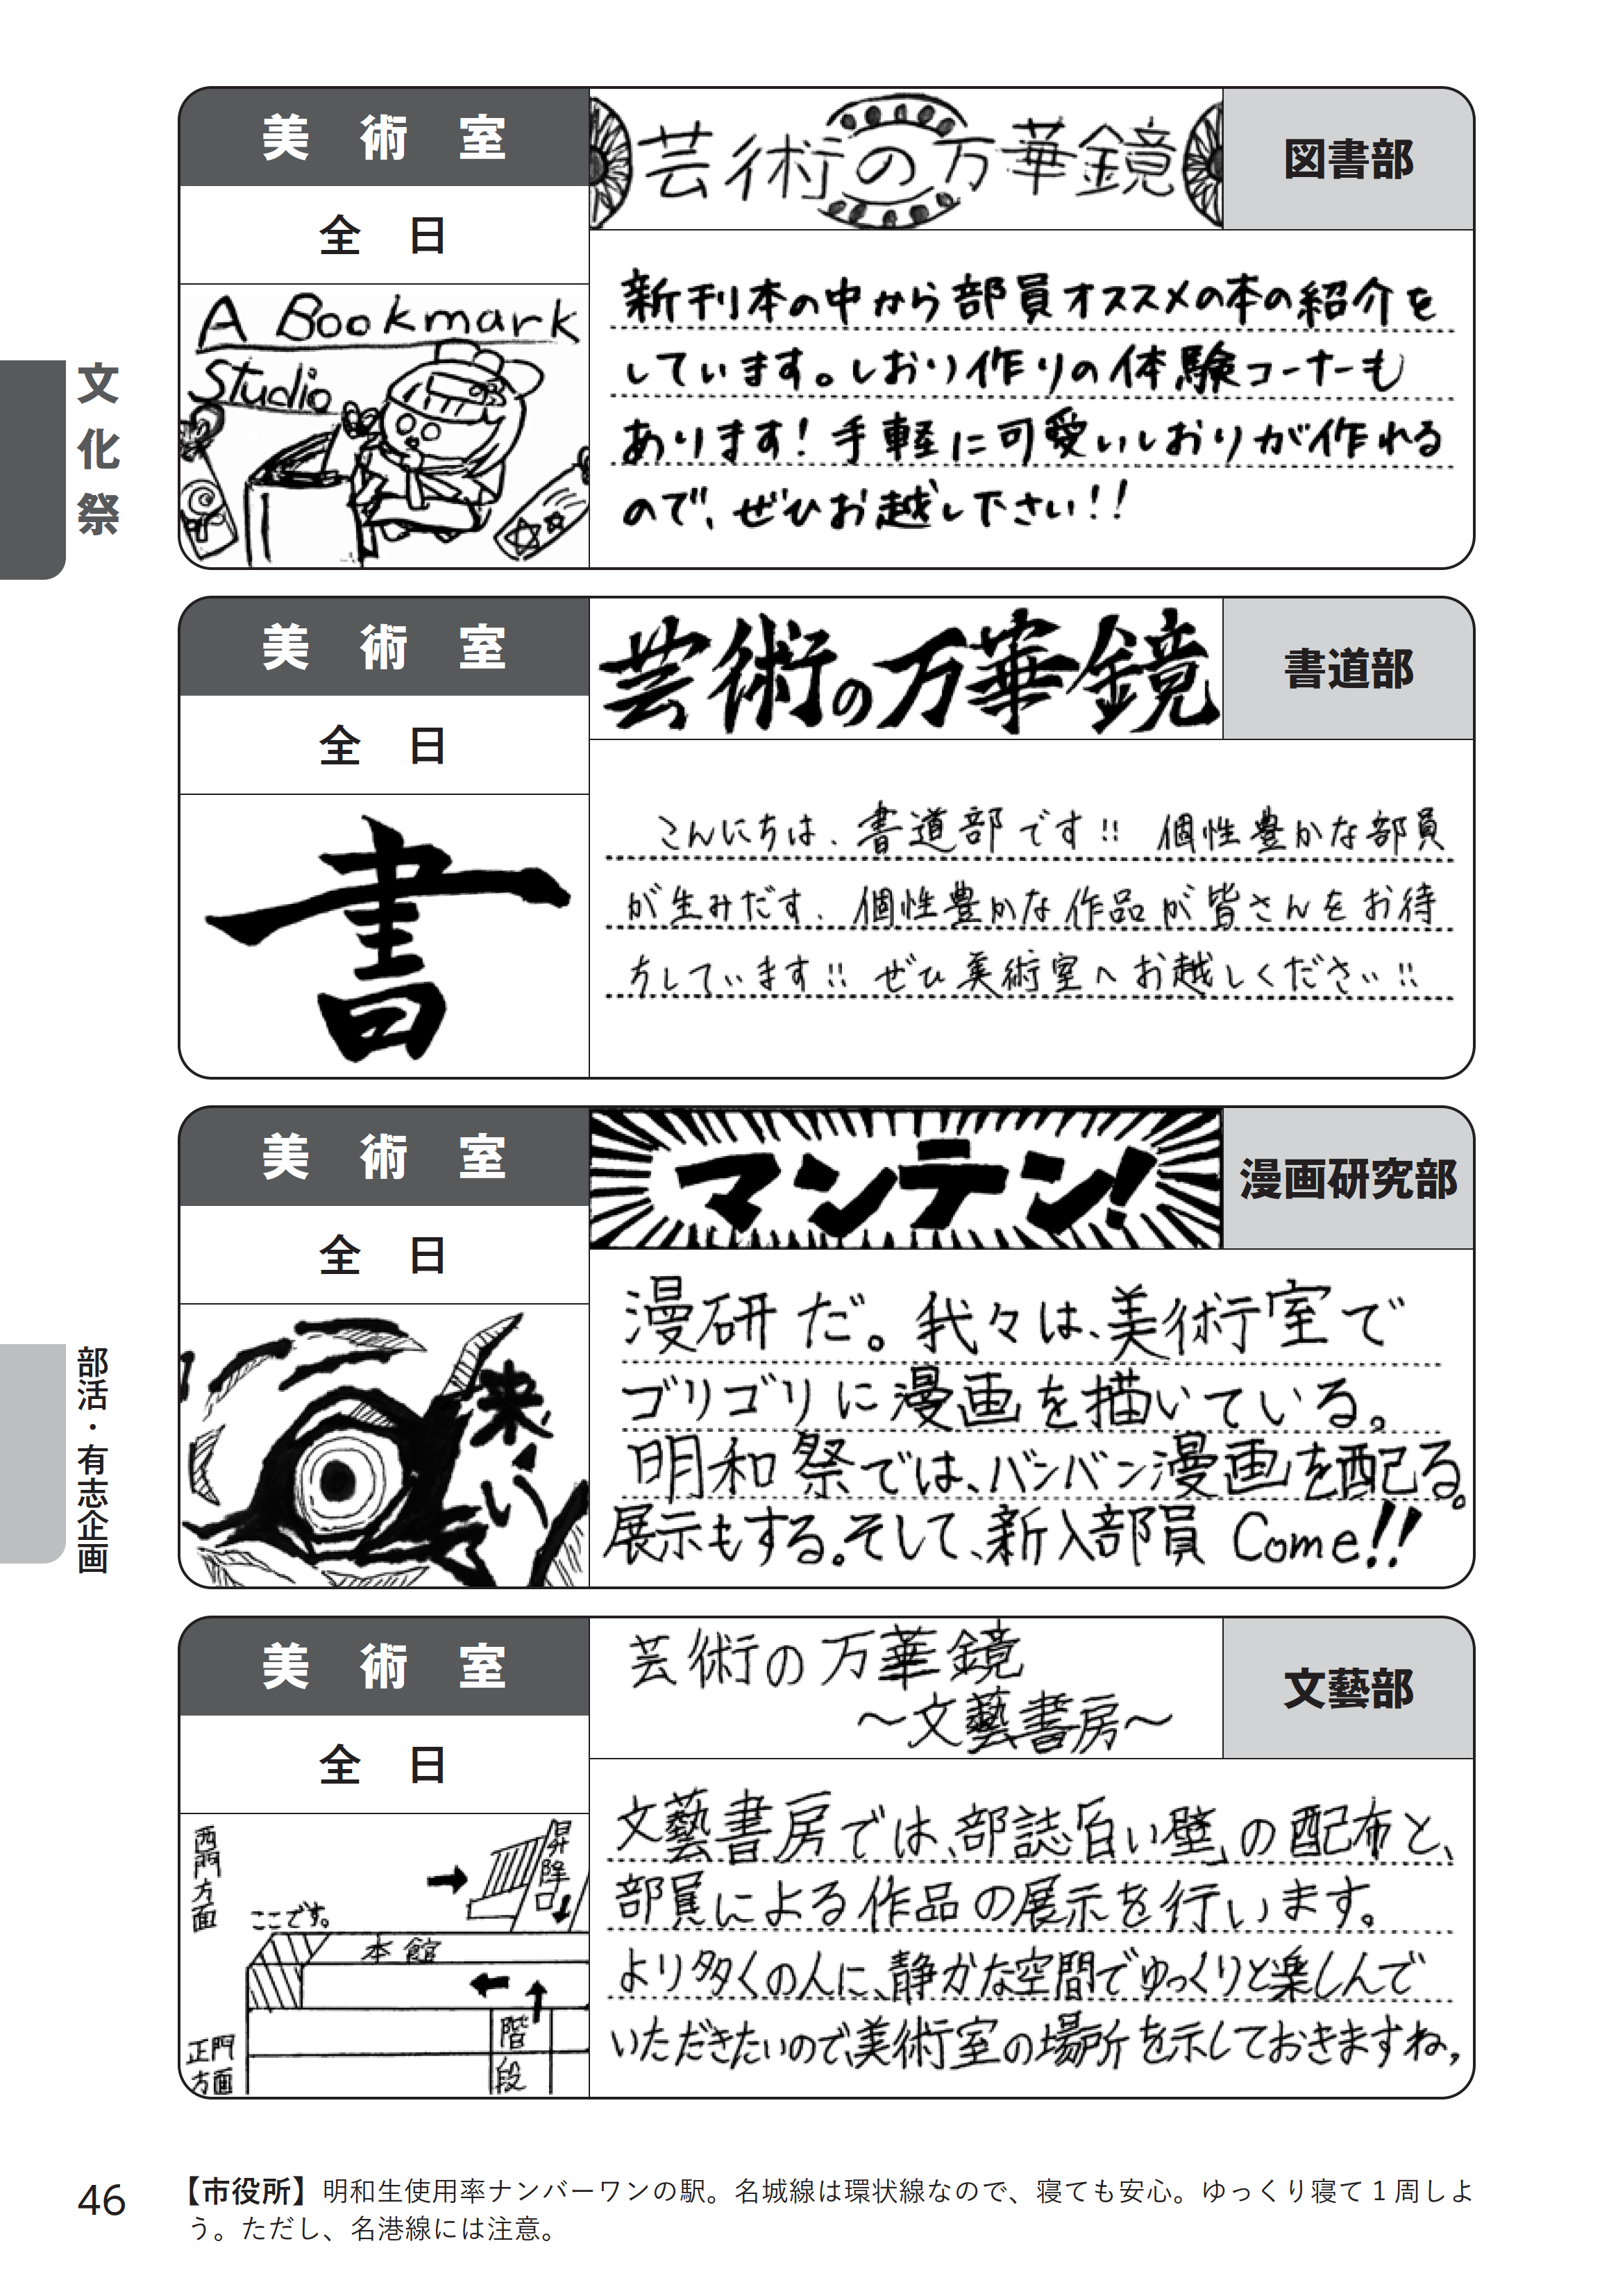 文化祭
部活・有志企画
美術室
全日
A Bookmark
Studio
芸術の万華鏡
図書部
新刊本の中から部員オススメの本の紹介を
しています。しおり作りの体験コーナーも
あります！手軽に可愛いしおりが作れる
ので、ぜひお越し下さい!!
美術室
全日
書
芸術の万華鏡
書道部
こんにちは、書道部です!! 個性豊かな部員
が生みだす、個性豊かな作品が皆さんをお待
ちしています!! ぜひ美術室へお越しください!!
美術室
全日
来い
マンテン!
漫画研究部
漫研だ。我々は、美術室で
ゴリゴリに漫画を描いている。
明和祭では、バンバン漫画を配る。
展示もする。そして、新入部員 Come!!
美術室
全日
西門方面
昇降口
ここです。
本館
階段
正門
方面
芸術の万華鏡
～文藝書房～
文藝部
文藝書房では、部誌「白い壁」の配布と、
部員による作品の展示を行います。
より多くの人に、静かな空間でゆっくりと楽しんで
いただきたいので、美術室の場所を示しておきますね,
46
【市役所】明和生使用率ナンバーワンの駅。名城線は環状線なので、寝ても安心。ゆっくり寝て１周しよ
う。ただし、名港線には注意。